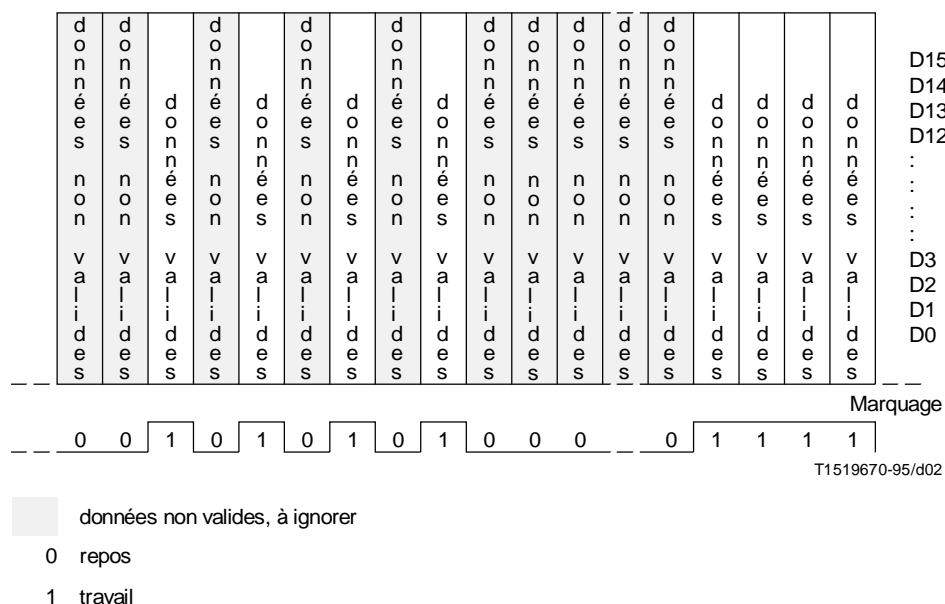 données non valides
données non valides
données valides
données non valides
données valides
données non valides
données valides
données non valides
données valides
données non valides
données non valides
données non valides
données non valides
données non valides
données valides
données valides
données valides
données valides
D15
D14
D13
D12
:
:
:
:
D3
D2
D1
D0
Marquage
0 0 1 0 1 0 1 0 1 0 0 0 0 1 1 1 1
T1519670-95/d02
données non valides, à ignorer
0 repos
1 travail